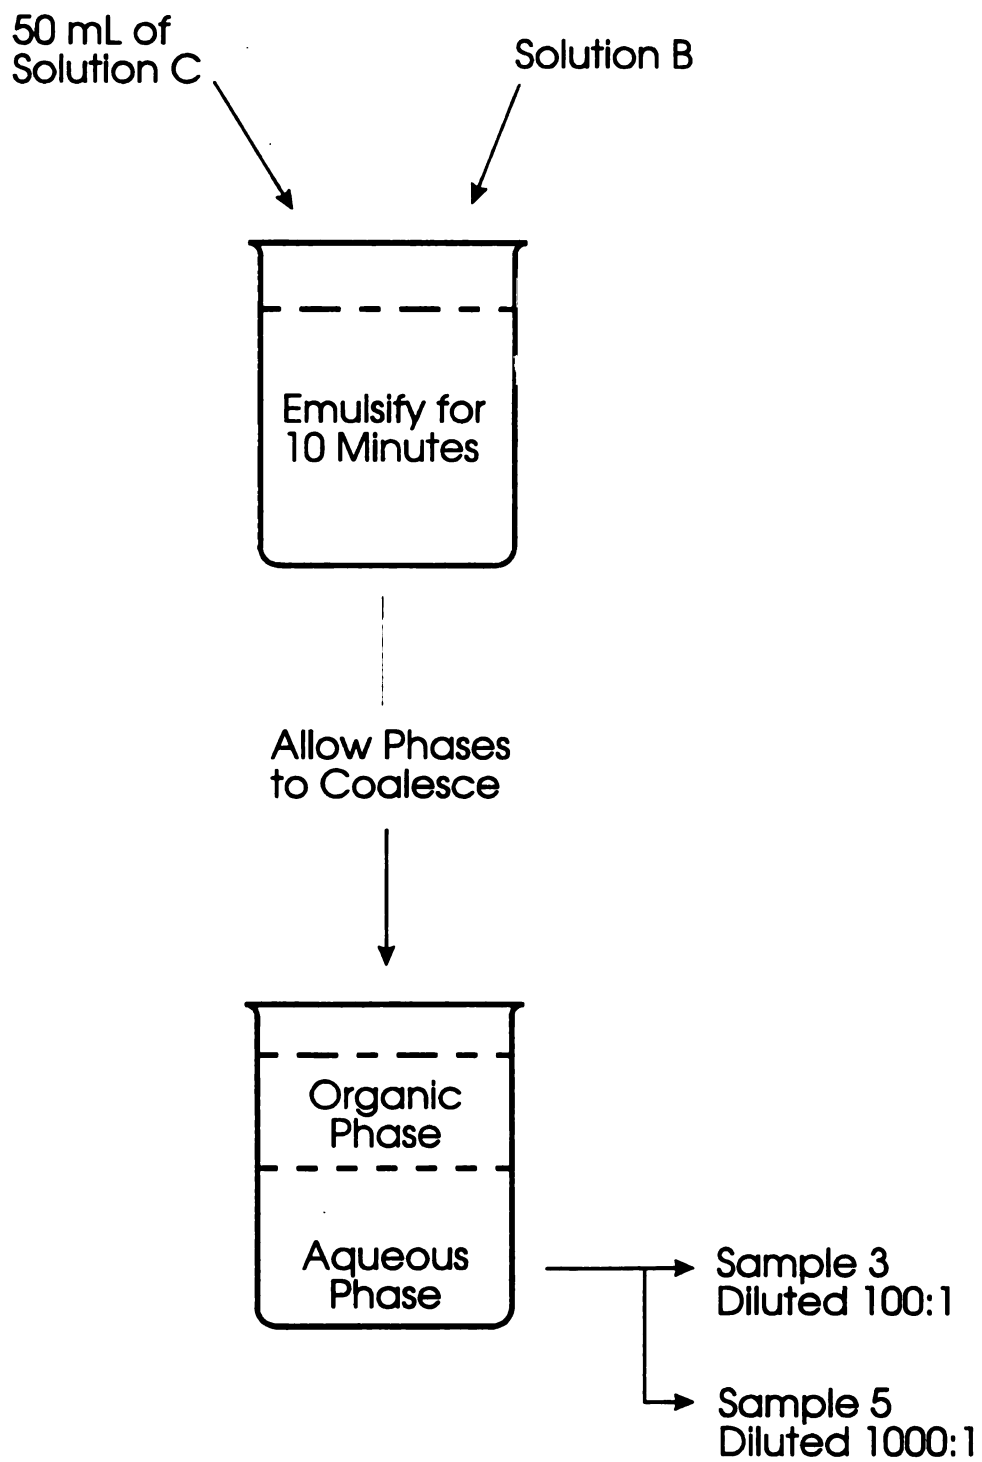 50 mL of
Solution C
Solution B
Emulsify for
10 Minutes
Allow Phases
to Coalesce
Organic
Phase
Aqueous
Phase
Sample 3
Diluted 100:1
Sample 5
Diluted 1000:1